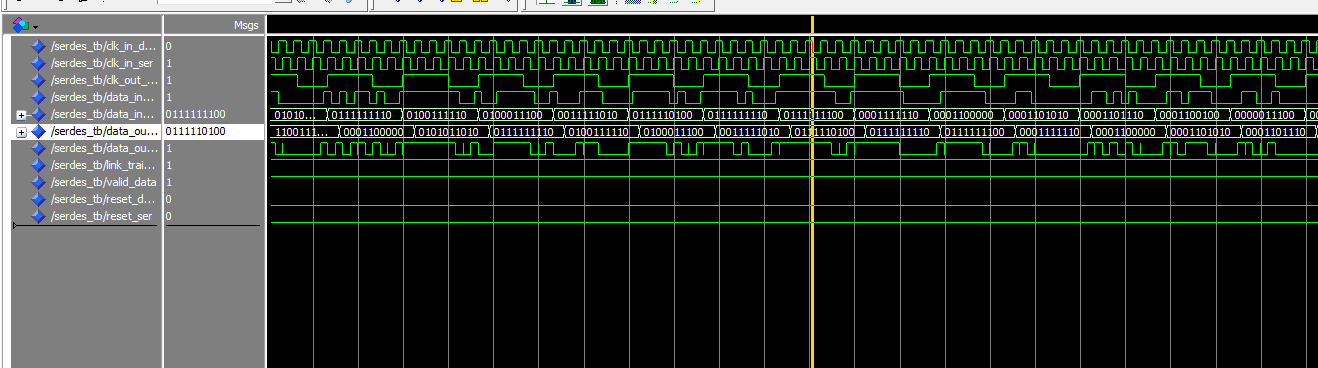 Msgs
/serdes_tb/clk_in_d... 0
/serdes_tb/clk_in_ser 1
/serdes_tb/clk_out_... 1
/serdes_tb/data_in... 1
/serdes_tb/data_in... 0111111100 01010... 0111111110 0100111110 0100011100 0011111010 0111110100 0111111110 0111111100 0001111110 0001100000 0001101010 0001101110 0001100100 0000011100
/serdes_tb/data_ou... 0111110100 1100111... 0001100000 0101011010 0111111110 0100111110 0100011100 0011111010 0111110100 0111111110 0111111100 0001111110 0001100000 0001101010 0001101110
/serdes_tb/data_ou... 1
/serdes_tb/link_trai... 1
/serdes_tb/valid_data 1
/serdes_tb/reset_d... 0
/serdes_tb/reset_ser 0